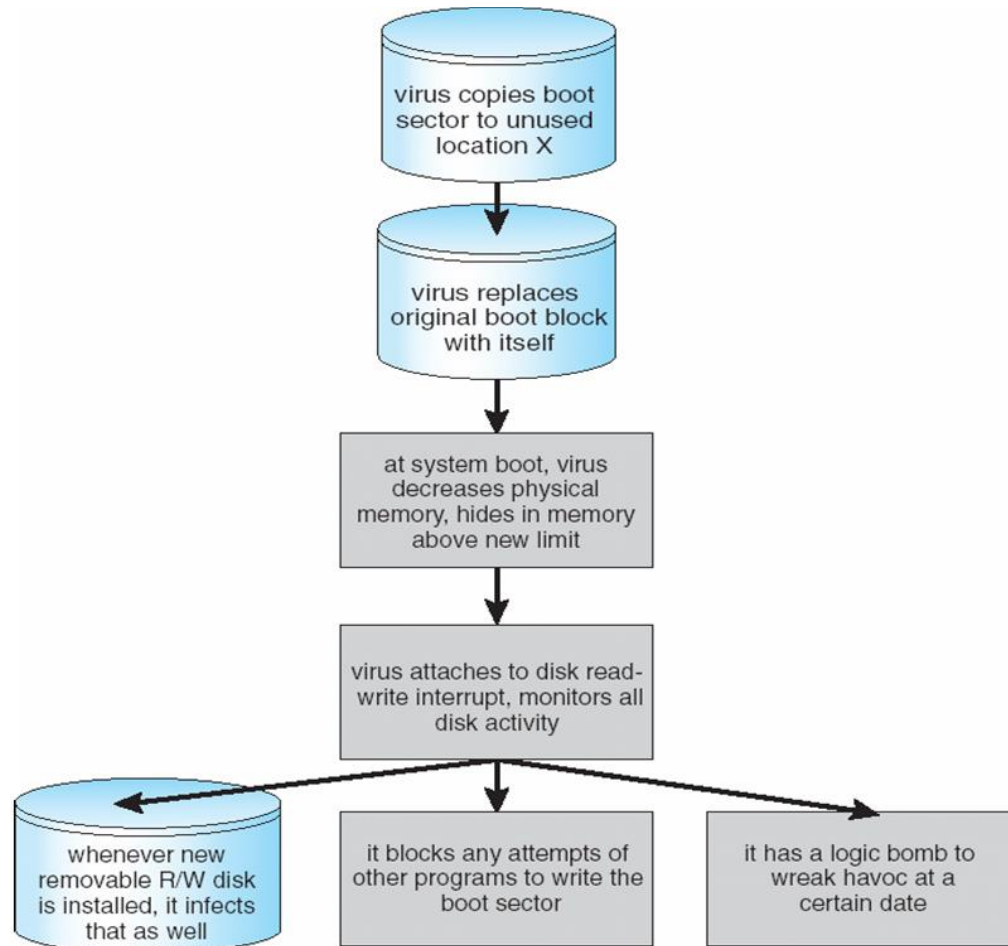 virus copies boot
sector to unused
location X
virus replaces
original boot block
with itself
at system boot, virus
decreases physical
memory, hides in memory
above new limit
virus attaches to disk read-
write interrupt, monitors all
disk activity
whenever new
removable R/W disk
is installed, it infects
that as well
it blocks any attempts of
other programs to write the
boot sector
it has a logic bomb to
wreak havoc at a
certain date